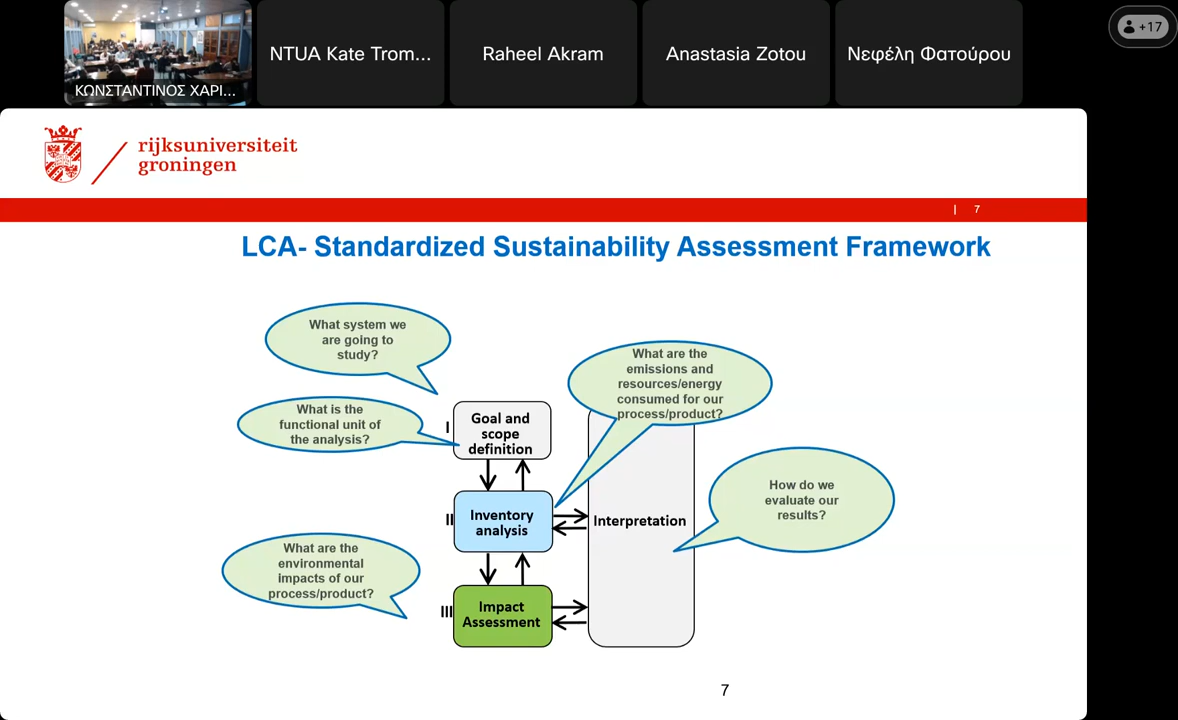 ΚΩΝΣΤΑΝΤΙΝΟΣ ΧΑΡΙ...
NTUA Kate Trom...
Raheel Akram
Anastasia Zotou
Νεφέλη Φατούρου
+17
rijksuniversiteit
groningen
| 7
LCA- Standardized Sustainability Assessment Framework
What system we
are going to
study?
What is the
functional unit of
the analysis?
What are the
emissions and
resources/energy
consumed for our
process/product?
I
Goal and
scope
definition
II
Inventory
analysis
Interpretation
How do we
evaluate our
results?
What are the
environmental
impacts of our
process/product?
III
Impact
Assessment
7